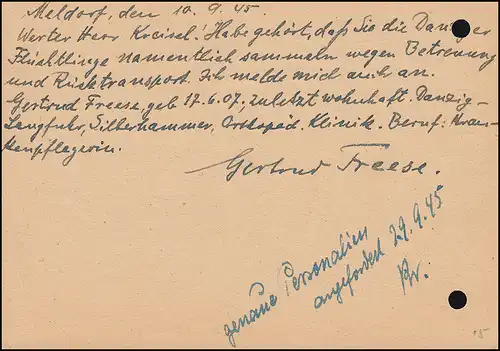 Meldorf, den 10.9.45.
Werter Herr Kreisel! Habe gehört, daß Sie die Danziger
Flüchtlinge namentlich sammeln wegen Betreuung
und Rücktransport. Ich melde mich auch an.
Gertrud Freese, geb 17.6.07, zuletzt wohnhaft. Danzig-
Langfuhr, Silberhammer, Orthopäd. Klinik. Beruf: Kran-
kenpflegerin.
Gertrud Freese.
genaue Personalien
angefordert 29.9.45
Kr.
15